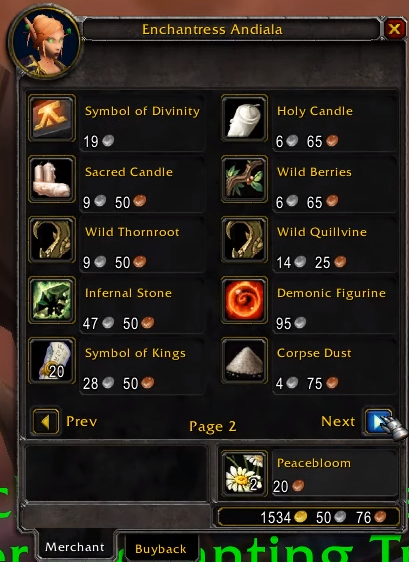 Enchantress Andiala
Symbol of Divinity
19
Holy Candle
6 65
Sacred Candle
9 50
Wild Berries
6 65
Wild Thornroot
9 50
Wild Quillvine
14 25
Infernal Stone
47 50
Demonic Figurine
95
20
Symbol of Kings
28 50
Corpse Dust
4 75
Prev
Page 2
Next
2
Peacebloom
20
1534 50 76
Merchant
Buyback